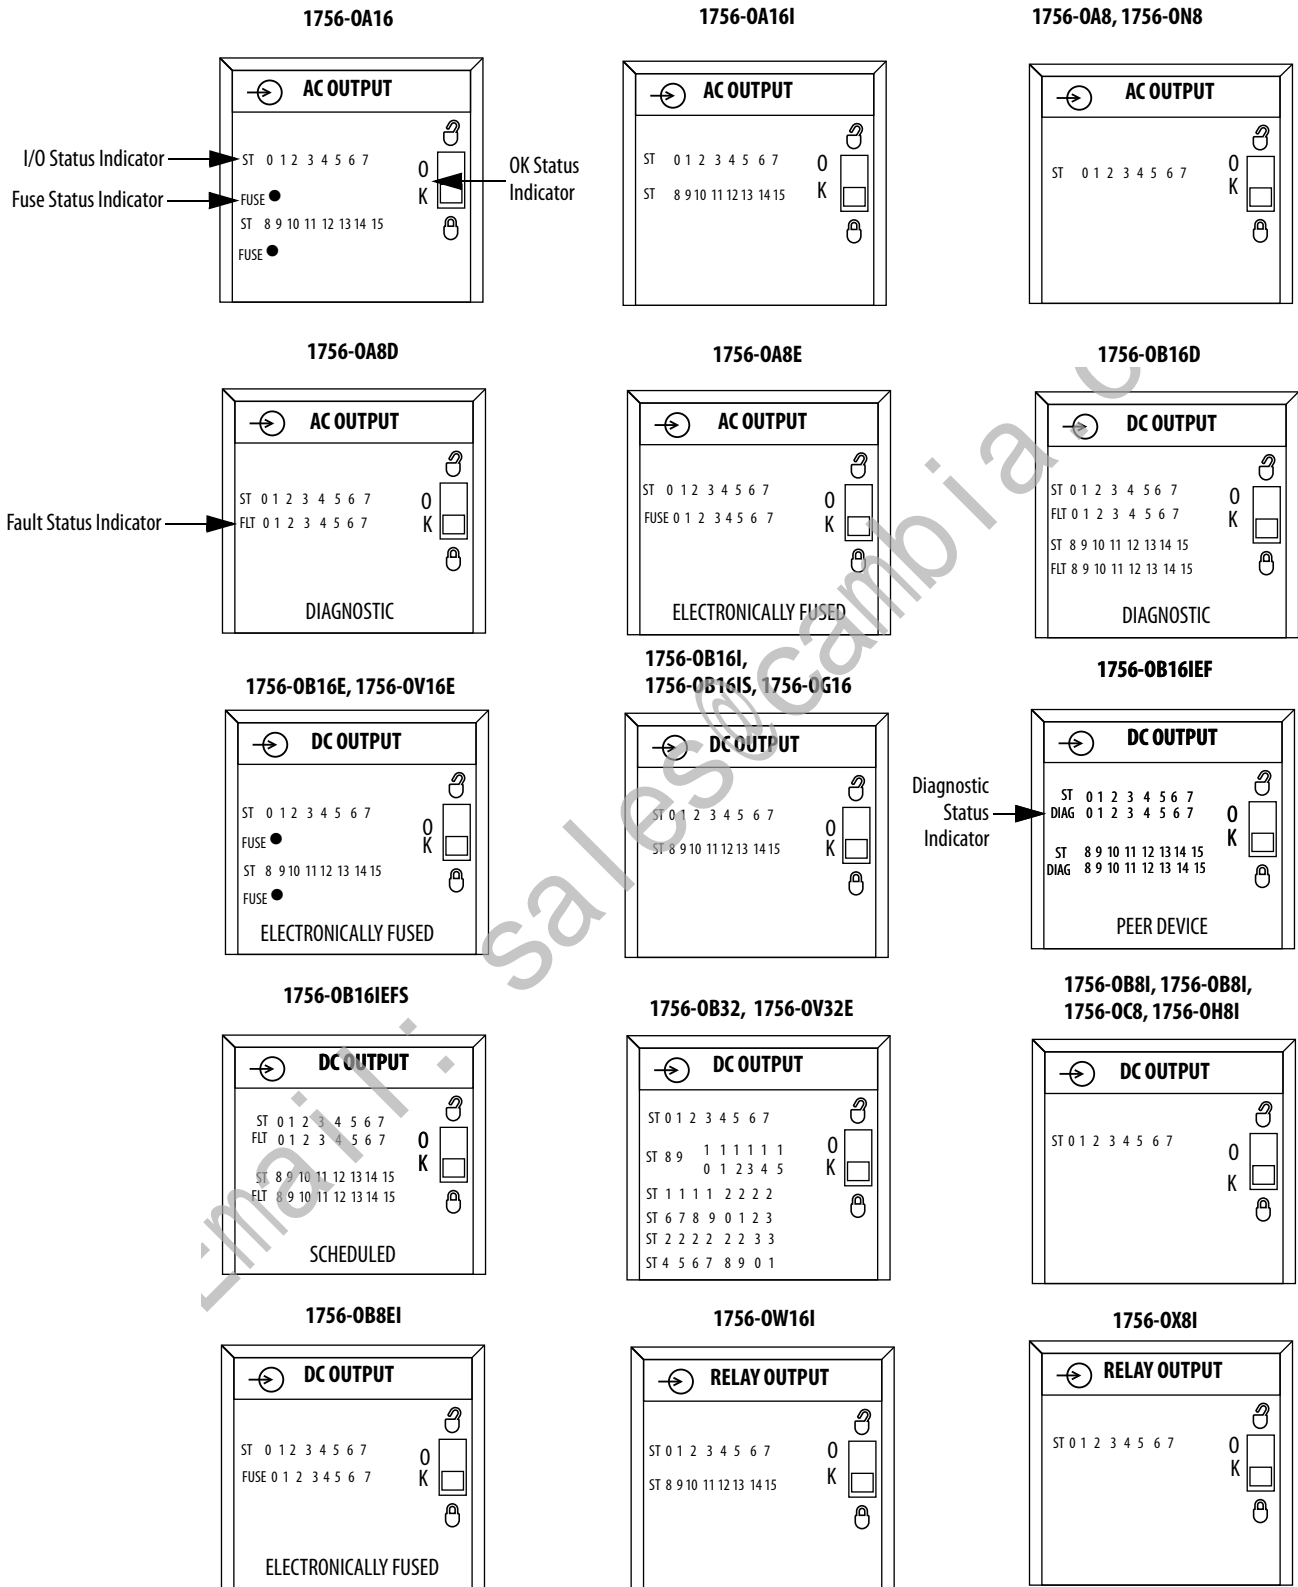 1756-OA16
1756-OA16I
1756-OA8, 1756-ON8
AC OUTPUT
I/O Status Indicator
ST 0 1 2 3 4 5 6 7
Fuse Status Indicator
FUSE
ST 8 9 10 11 12 13 14 15
FUSE
O
K
OK Status
Indicator
AC OUTPUT
ST 0 1 2 3 4 5 6 7
ST 8 9 10 11 12 13 14 15
O
K
AC OUTPUT
ST 0 1 2 3 4 5 6 7
O
K
1756-OA8D
1756-OA8E
1756-OB16D
AC OUTPUT
Fault Status Indicator
ST 0 1 2 3 4 5 6 7
FLT 0 1 2 3 4 5 6 7
O
K
DIAGNOSTIC
AC OUTPUT
ST 0 1 2 3 4 5 6 7
FUSE 0 1 2 3 4 5 6 7
O
K
ELECTRONICALLY FUSED
DC OUTPUT
ST 0 1 2 3 4 5 6 7
FLT 0 1 2 3 4 5 6 7
ST 8 9 10 11 12 13 14 15
FLT 8 9 10 11 12 13 14 15
O
K
DIAGNOSTIC
1756-OB16E, 1756-OV16E
1756-OB16I,
1756-OB16IS, 1756-OG16
1756-OB16IEF
DC OUTPUT
ST 0 1 2 3 4 5 6 7
FUSE
ST 8 9 10 11 12 13 14 15
FUSE
O
K
ELECTRONICALLY FUSED
DC OUTPUT
ST 0 1 2 3 4 5 6 7
ST 8 9 10 11 12 13 14 15
O
K
Diagnostic
Status
Indicator
DC OUTPUT
ST 0 1 2 3 4 5 6 7
DIAG 0 1 2 3 4 5 6 7
ST 8 9 10 11 12 13 14 15
DIAG 8 9 10 11 12 13 14 15
O
K
PEER DEVICE
1756-OB16IEFS
1756-OB32, 1756-OV32E
1756-OB8I, 1756-OB8I,
1756-OC8, 1756-OH8I
DC OUTPUT
ST 0 1 2 3 4 5 6 7
FLT 0 1 2 3 4 5 6 7
ST 8 9 10 11 12 13 14 15
FLT 8 9 10 11 12 13 14 15
O
K
SCHEDULED
DC OUTPUT
ST 0 1 2 3 4 5 6 7
ST 8 9 1 1 1 1 1 1
0 1 2 3 4 5
ST 1 1 1 1 2 2 2 2
ST 6 7 8 9 0 1 2 3
ST 2 2 2 2 2 2 3 3
ST 4 5 6 7 8 9 0 1
O
K
DC OUTPUT
ST 0 1 2 3 4 5 6 7
O
K
1756-OB8EI
1756-OW16I
1756-OX8I
DC OUTPUT
ST 0 1 2 3 4 5 6 7
FUSE 0 1 2 3 4 5 6 7
O
K
ELECTRONICALLY FUSED
RELAY OUTPUT
ST 0 1 2 3 4 5 6 7
ST 8 9 10 11 12 13 14 15
O
K
RELAY OUTPUT
ST 0 1 2 3 4 5 6 7
O
K
Email: sales@cambia.c